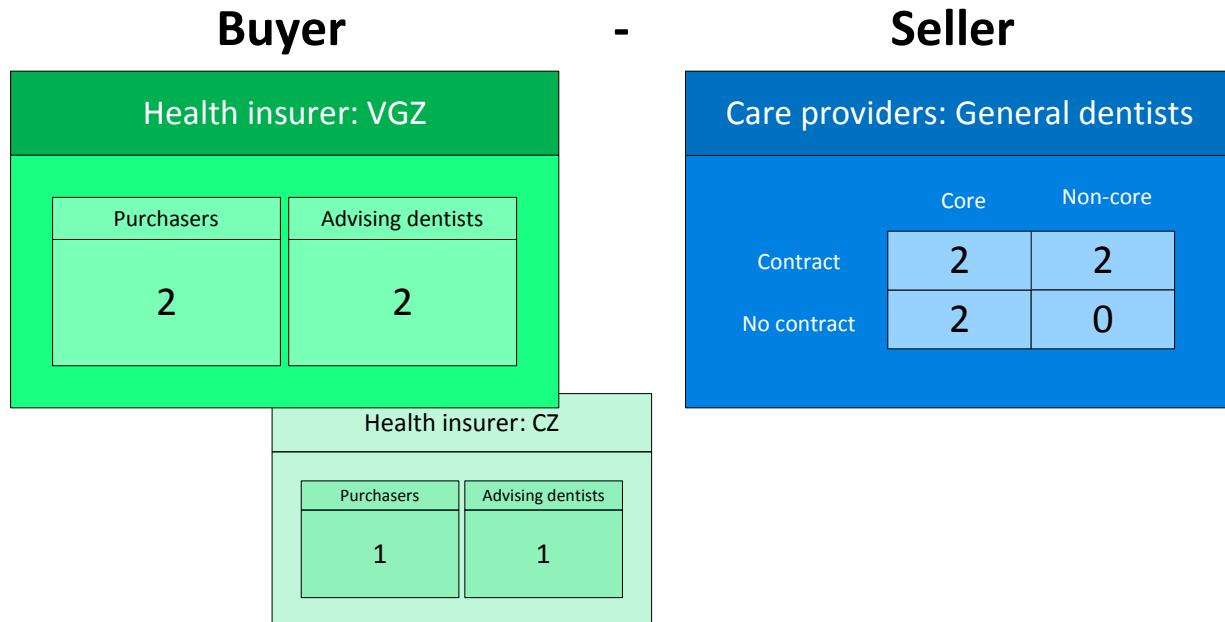 Buyer - Seller
Health insurer: VGZ
Purchasers Advising dentists
2 2
Health insurer: CZ
Purchasers Advising dentists
1 1
Care providers: General dentists
Core Non-core
Contract 2 2
No contract 2 0